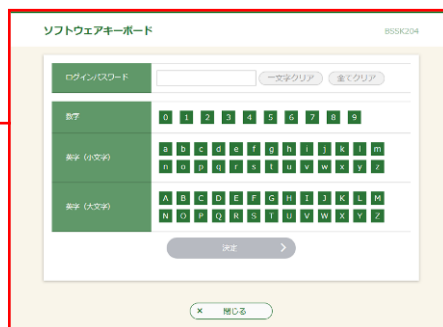 ソフトウェアキーボード
BSSK204
ログインパスワード
一文字クリア 全てクリア
数字
0 1 2 3 4 5 6 7 8 9
英字（小文字）
a b c d e f g h i j k l m
n o p q r s t u v w x y z
英字（大文字）
A B C D E F G H I J K L M
N O P Q R S T U V W X Y Z
決定
× 閉じる